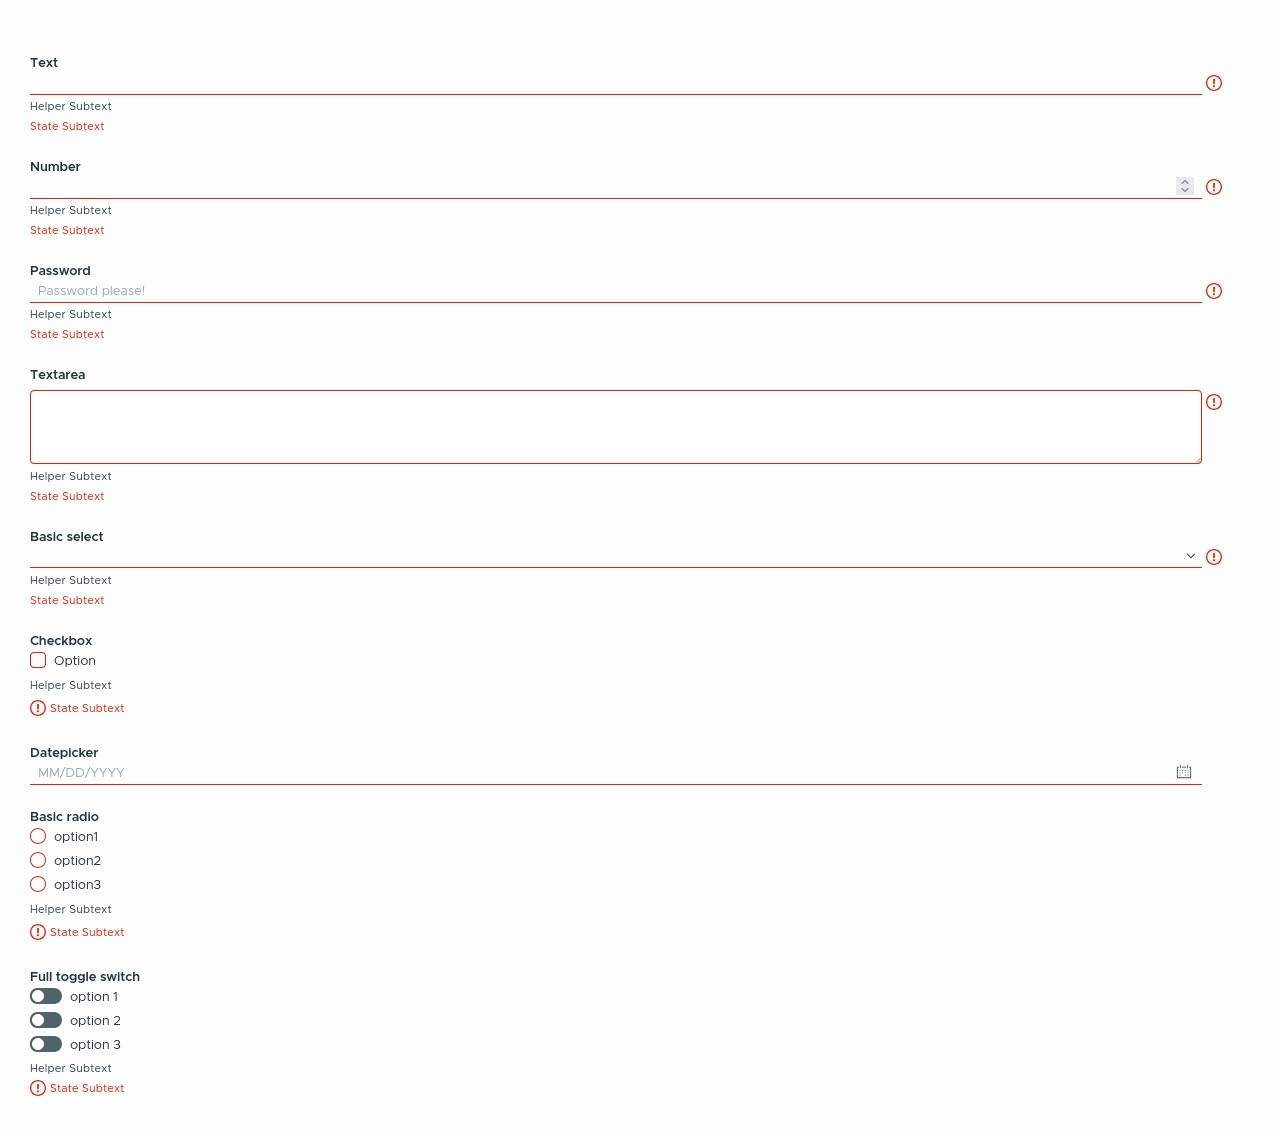 Text
Helper Subtext
State Subtext
Number
Helper Subtext
State Subtext
Password
Password please!
Helper Subtext
State Subtext
Textarea
Helper Subtext
State Subtext
Basic select
Helper Subtext
State Subtext
Checkbox
Option
Helper Subtext
State Subtext
Datepicker
MM/DD/YYYY
Basic radio
option1
option2
option3
Helper Subtext
State Subtext
Full toggle switch
option 1
option 2
option 3
Helper Subtext
State Subtext